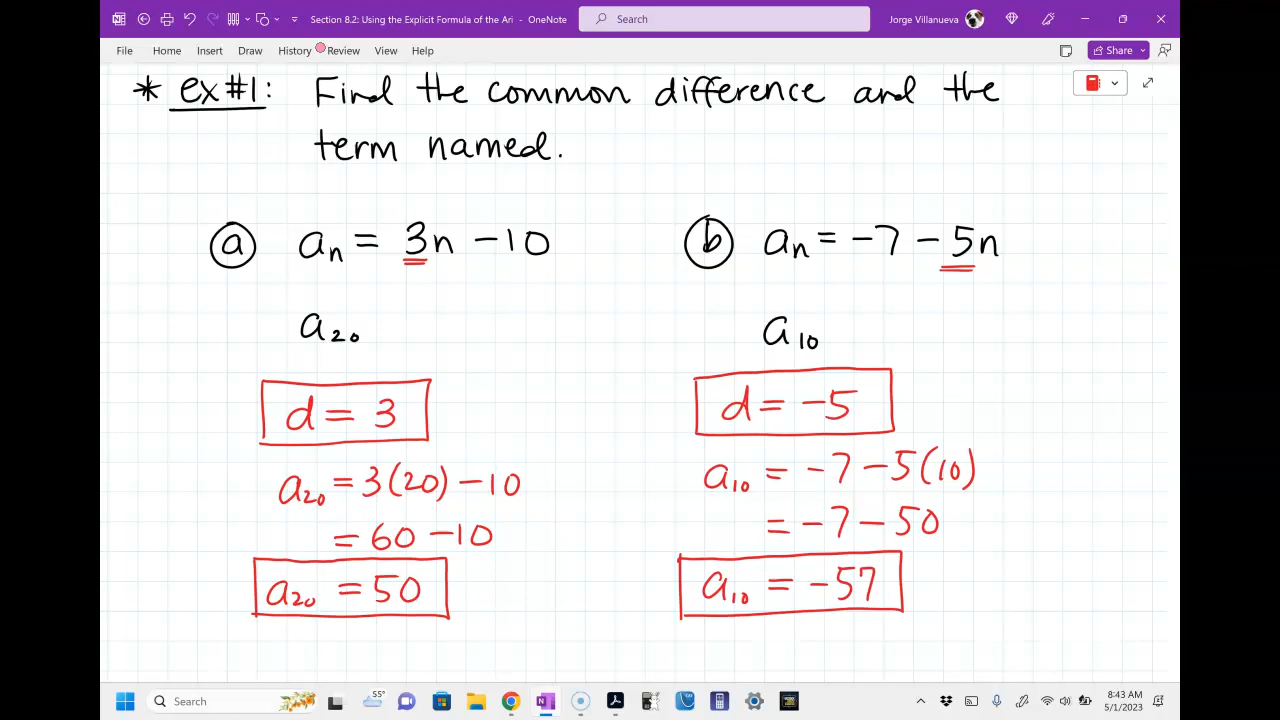 Section 8.2: Using the Explicit Formula of the Ari - OneNote
Search
Jorge Villanueva
File Home Insert Draw History Review View Help
Share
* ex #1: Find the common difference and the
term named.
ⓐ aₙ = 3n - 10
a₂₀
d = 3
a₂₀ = 3(20) - 10
= 60 - 10
a₂₀ = 50
ⓑ aₙ = -7 - 5n
a₁₀
d = -5
a₁₀ = -7 - 5(10)
= -7 - 50
a₁₀ = -57
Search
55°
8:43 AM
5/1/2023